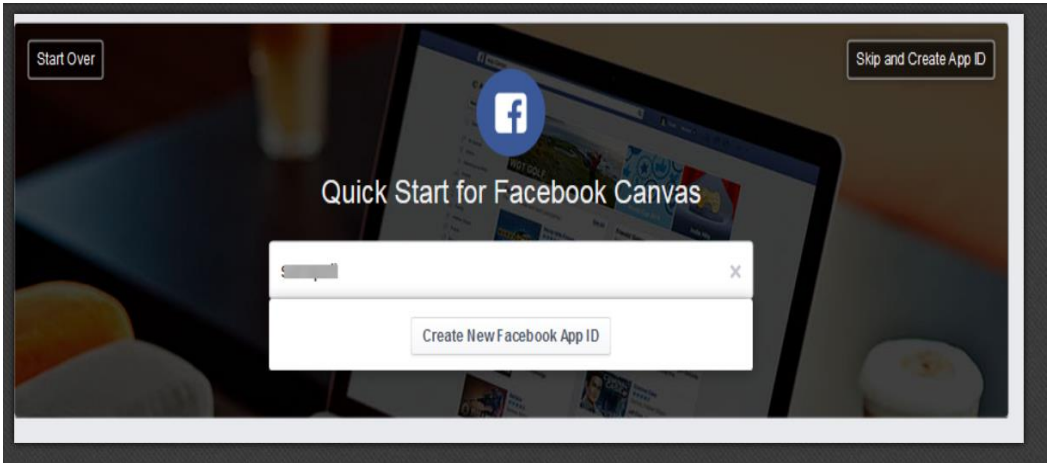 Start Over
Skip and Create App ID
Quick Start for Facebook Canvas
Create New Facebook App ID